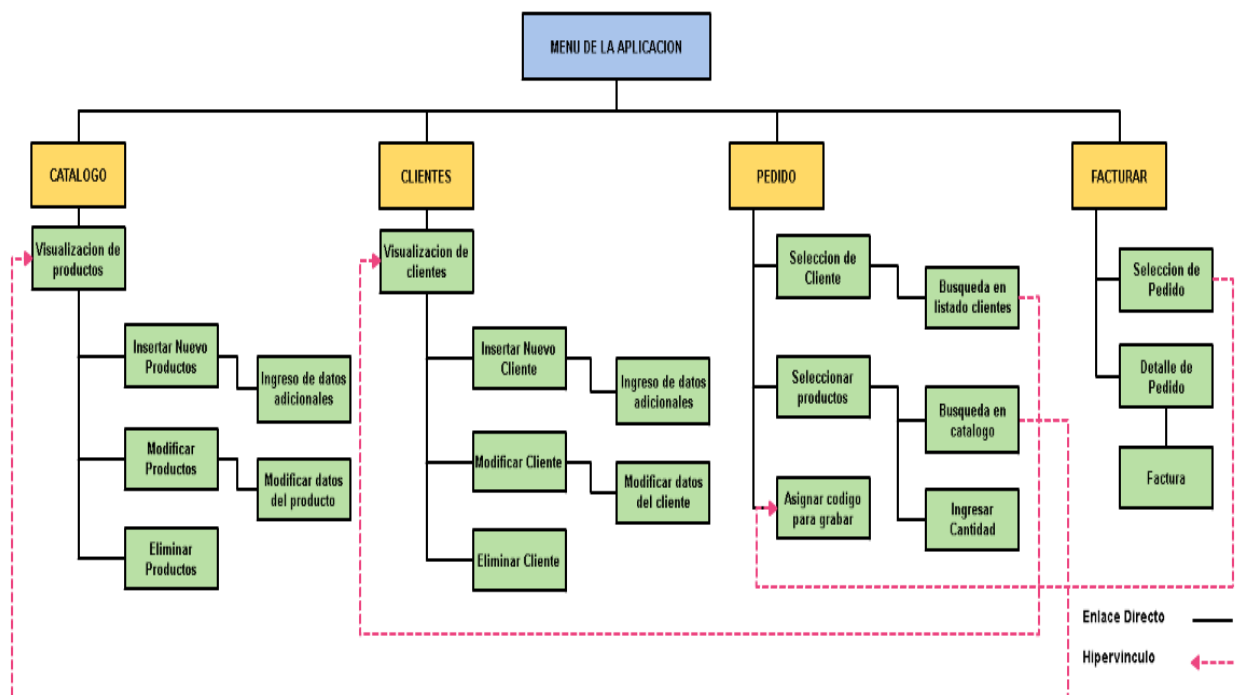 MENU DE LA APLICACION
CATALOGO
CLIENTES
PEDIDO
FACTURAR
Visualizacion de
productos
Insertar Nuevo
Productos
Ingreso de datos
adicionales
Modificar
Productos
Modificar datos
del producto
Eliminar
Productos
Visualizacion de
clientes
Insertar Nuevo
Cliente
Ingreso de datos
adicionales
Modificar Cliente
Modificar datos
del cliente
Eliminar Cliente
Seleccion de
Cliente
Busqueda en
listado clientes
Seleccionar
productos
Busqueda en
catalogo
Ingresar
Cantidad
Asignar codigo
para grabar
Seleccion de
Pedido
Detalle de
Pedido
Factura
Enlace Directo
Hipervinculo